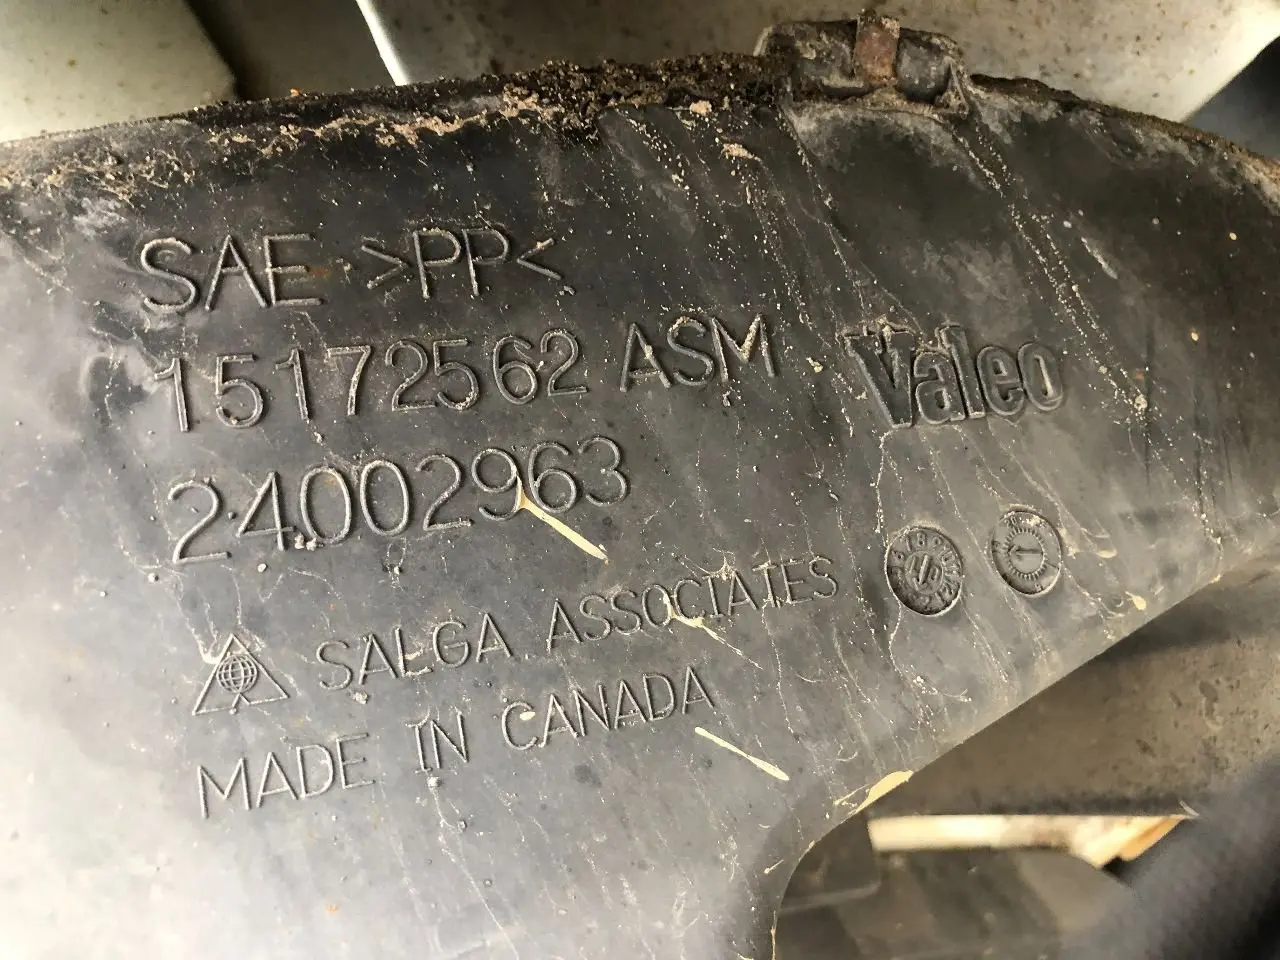 SAE >PP<
15172562 ASM
Valeo
24002963
SALGA ASSOCIATES
MADE IN CANADA